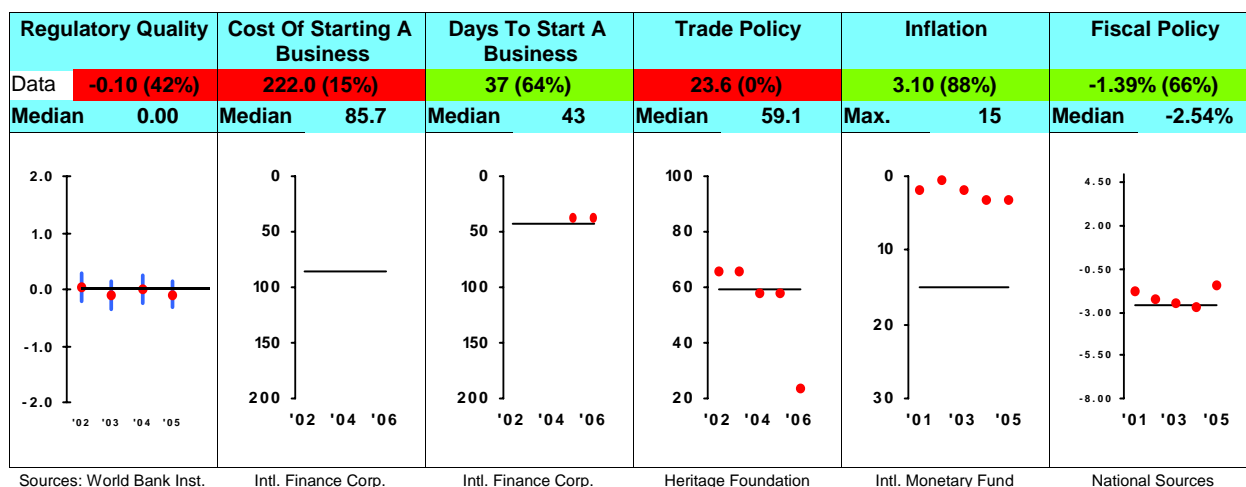 Regulatory Quality
Cost Of Starting A
Business
Days To Start A
Business
Trade Policy
Inflation
Fiscal Policy
Data -0.10 (42%) 222.0 (15%) 37 (64%) 23.6 (0%) 3.10 (88%) -1.39% (66%)
Median 0.00 Median 85.7 Median 43 Median 59.1 Max. 15 Median -2.54%
2.0
1.0
0.0
-1.0
-2.0
'02 '03 '04 '05
0
50
100
150
200
'02 '04 '06
0
50
100
150
200
'02 '04 '06
100
80
60
40
20
'02 '04 '06
0
10
20
30
'01 '03 '05
4.50
2.00
-0.50
-3.00
-5.50
-8.00
'01 '03 '05
Sources: World Bank Inst. Intl. Finance Corp. Intl. Finance Corp. Heritage Foundation Intl. Monetary Fund National Sources